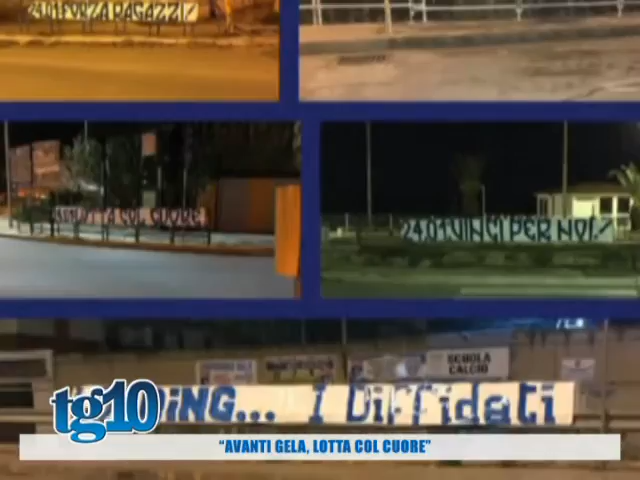 24.01 FORZA RAGAZZI!
LOTTA COL CUORE
24.01 VINCI PER NOI!
SCUOLA
CALCIO
ING... I DiFFidati
tg10
"AVANTI GELA, LOTTA COL CUORE"